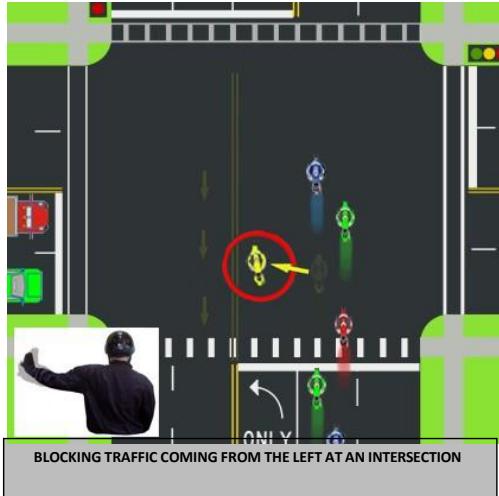 ONLY
BLOCKING TRAFFIC COMING FROM THE LEFT AT AN INTERSECTION